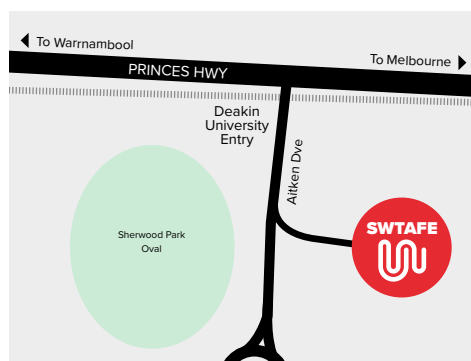 To Warrnambool
To Melbourne
PRINCES HWY
Deakin
University
Entry
Aitken Dve
Sherwood Park
Oval
SWTAFE